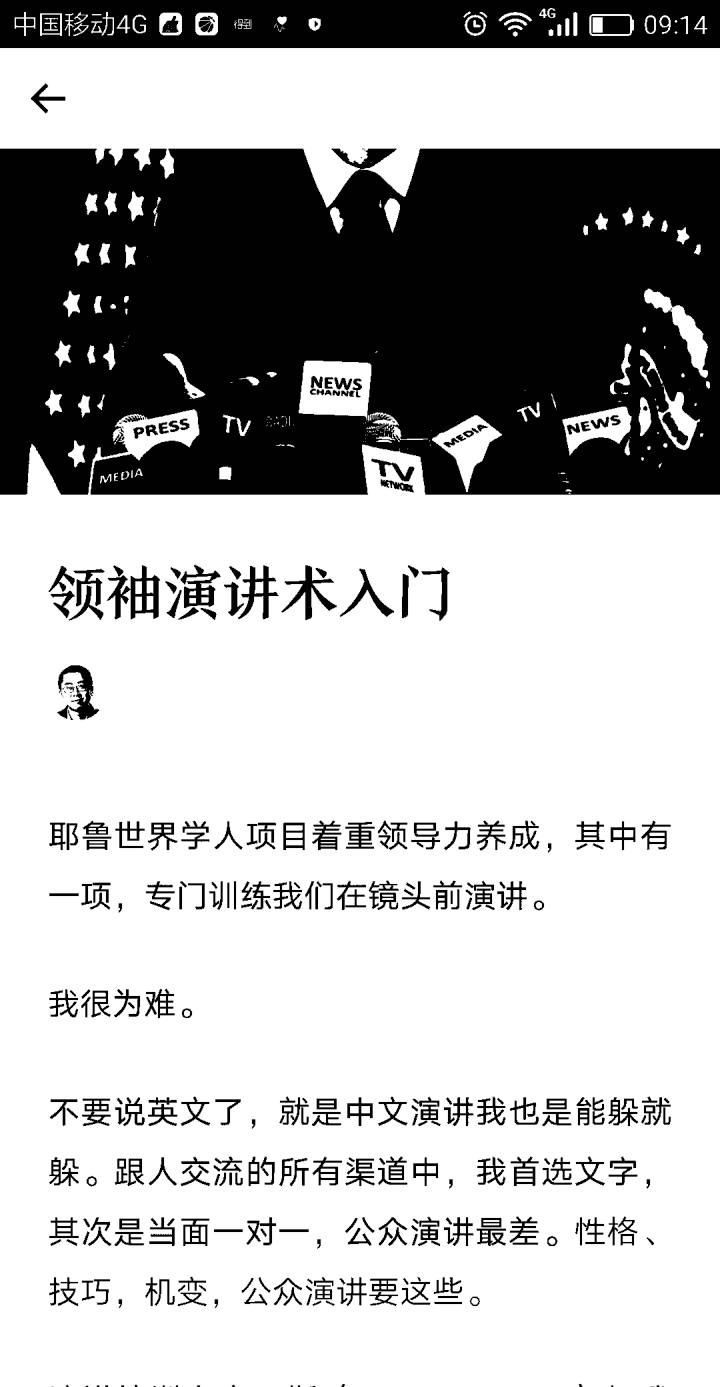 中国移动4G
4G
09:14
NEWS
CHANNEL
PRESS
TV
RADIO
TV
MEDIA
NEWS
MEDIA
TV
NETWORK
领袖演讲术入门
耶鲁世界学人项目着重领导力养成，其中有
一项，专门训练我们在镜头前演讲。
我很为难。
不要说英文了，就是中文演讲我也是能躲就
躲。跟人交流的所有渠道中，我首选文字，
其次是当面一对一，公众演讲最差。性格、
技巧，机变，公众演讲要这些。